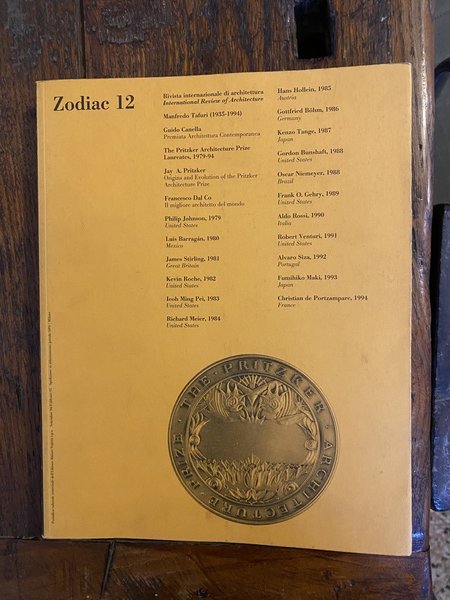 Zodiac 12
Rivista internazionale di architettura
International Review of Architecture
Manfredo Tafuri (1935-1994)
Guido Canella
Premiata Architettura Contemporanea
The Pritzker Architecture Prize
Laureates, 1979-94
Jay A. Pritzker
Origins and Evolution of the Pritzker
Architecture Prize
Francesco Dal Co
Il migliore architetto del mondo
Philip Johnson, 1979
United States
Luis Barragán, 1980
Mexico
James Stirling, 1981
Great Britain
Kevin Roche, 1982
United States
Ieoh Ming Pei, 1983
United States
Richard Meier, 1984
United States
Hans Hollein, 1985
Austria
Gottfried Böhm, 1986
Germany
Kenzo Tange, 1987
Japan
Gordon Bunshaft, 1988
United States
Oscar Niemeyer, 1988
Brazil
Frank O. Gehry, 1989
United States
Aldo Rossi, 1990
Italia
Robert Venturi, 1991
United States
Alvaro Siza, 1992
Portugal
Fumihiko Maki, 1993
Japan
Christian de Portzamparc, 1994
France
THE · PRITZKER · ARCHITECTURE · PRIZE